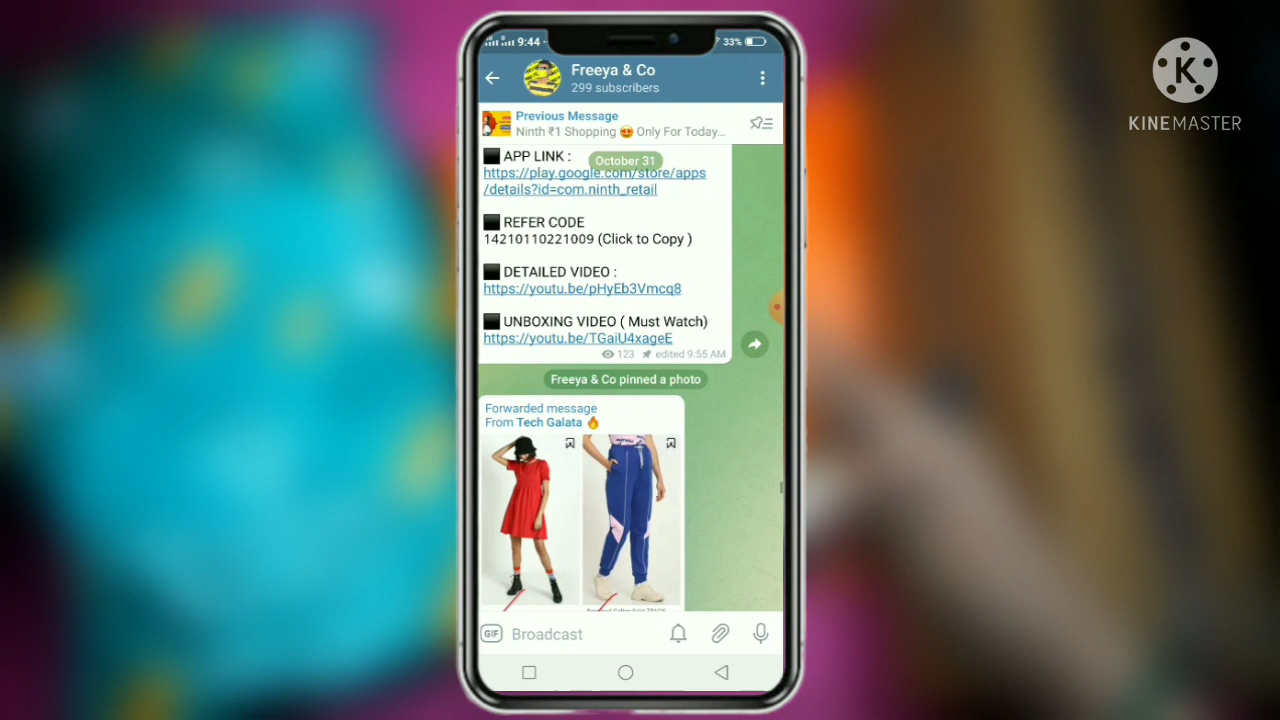 9:44
33%
Freeya & Co
299 subscribers
Previous Message
Ninth ₹1 Shopping 😍 Only For Today...
⬛ APP LINK :
October 31
https://play.google.com/store/apps
/details?id=com.ninth_retail
⬛ REFER CODE
14210110221009 (Click to Copy )
⬛ DETAILED VIDEO :
https://youtu.be/pHyEb3Vmcq8
⬛ UNBOXING VIDEO ( Must Watch)
https://youtu.be/TGaiU4xageE
123 edited 9:55 AM
Freeya & Co pinned a photo
Forwarded message
From Tech Galata 🔥
GIF Broadcast
K
KINEMASTER